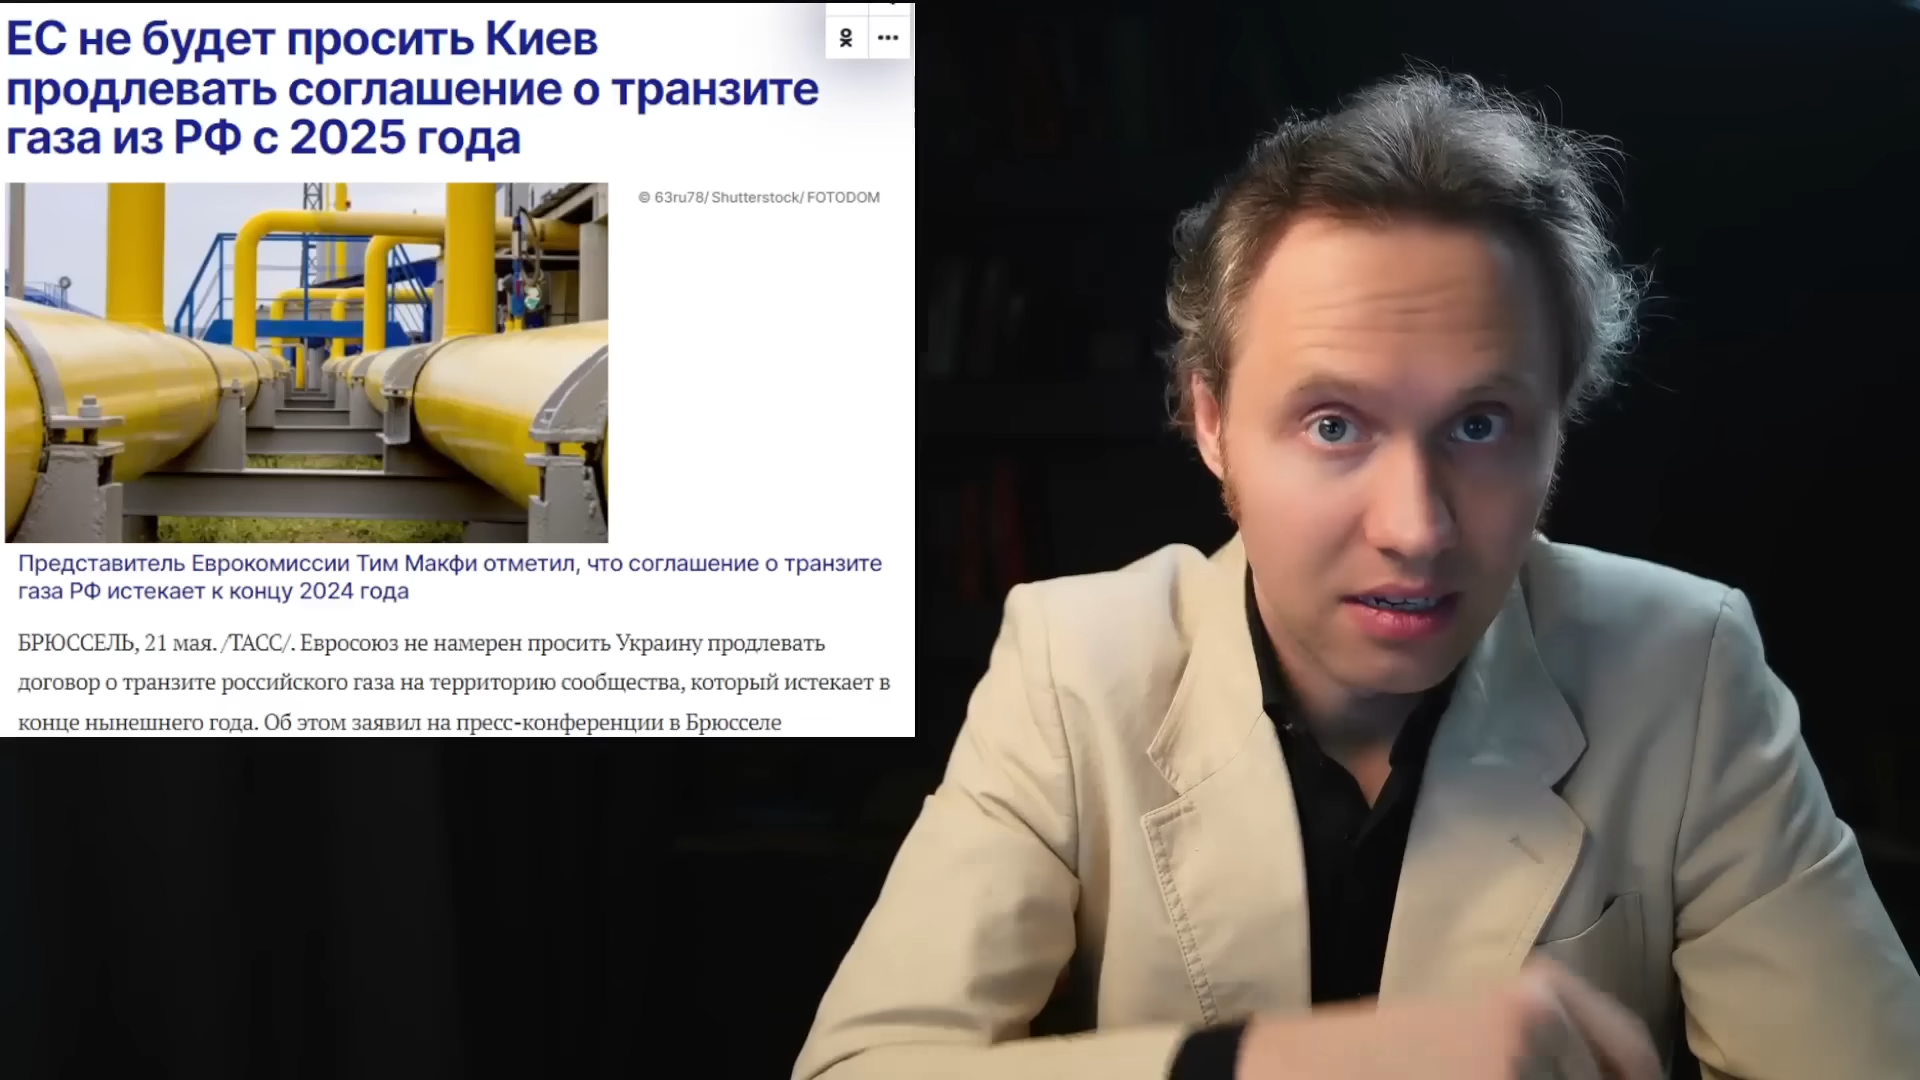 ЕС не будет просить Киев
продлевать соглашение о транзите
газа из РФ с 2025 года
© 63ru78/ Shutterstock/ FOTODOM
Представитель Еврокомиссии Тим Макфи отметил, что соглашение о транзите
газа РФ истекает к концу 2024 года
БРЮССЕЛЬ, 21 мая. /ТАСС/. Евросоюз не намерен просить Украину продлевать
договор о транзите российского газа на территорию сообщества, который истекает в
конце нынешнего года. Об этом заявил на пресс-конференции в Брюсселе